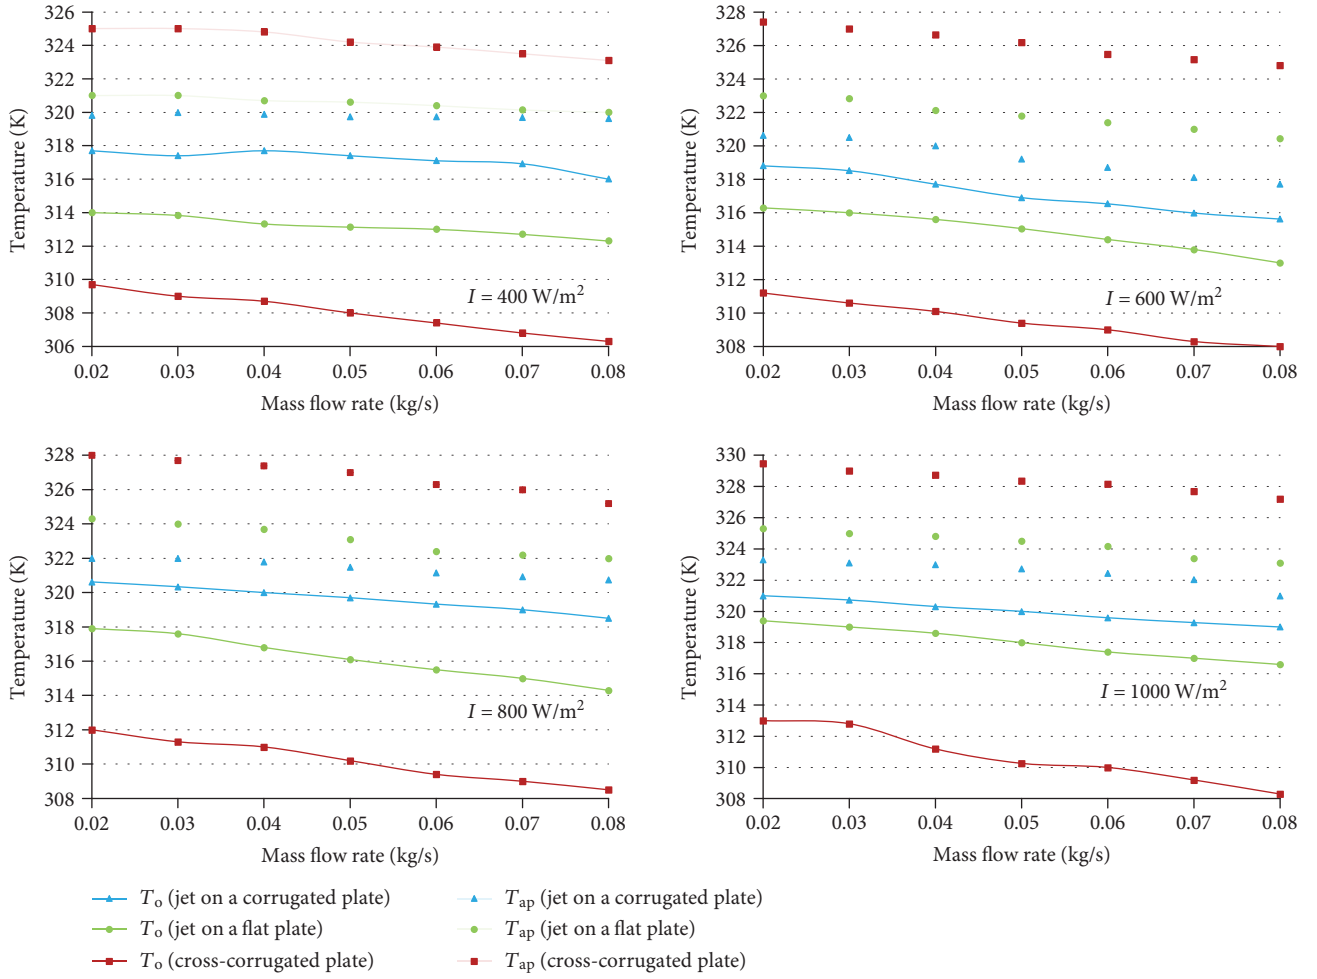 326
324
322
320
318
316
314
312
310
308
306
Temperature (K)
I = 400 W/m²
0.02 0.03 0.04 0.05 0.06 0.07 0.08
Mass flow rate (kg/s)
328
326
324
322
320
318
316
314
312
310
308
Temperature (K)
I = 600 W/m²
0.02 0.03 0.04 0.05 0.06 0.07 0.08
Mass flow rate (kg/s)
328
326
324
322
320
318
316
314
312
310
308
Temperature (K)
I = 800 W/m²
0.02 0.03 0.04 0.05 0.06 0.07 0.08
Mass flow rate (kg/s)
330
328
326
324
322
320
318
316
314
312
310
308
Temperature (K)
I = 1000 W/m²
0.02 0.03 0.04 0.05 0.06 0.07 0.08
Mass flow rate (kg/s)
Tₒ (jet on a corrugated plate)
Tₒ (jet on a flat plate)
Tₒ (cross-corrugated plate)
Tap (jet on a corrugated plate)
Tap (jet on a flat plate)
Tap (cross-corrugated plate)